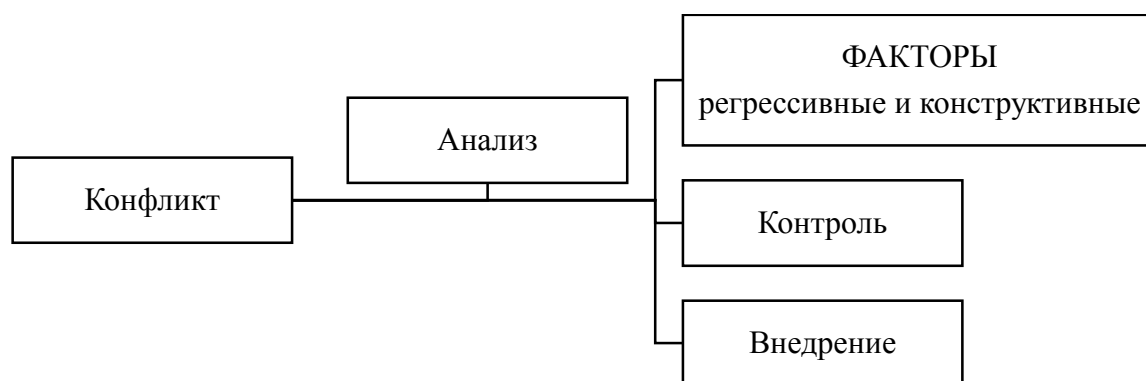 ФАКТОРЫ
регрессивные и конструктивные
Анализ
Конфликт
Контроль
Внедрение